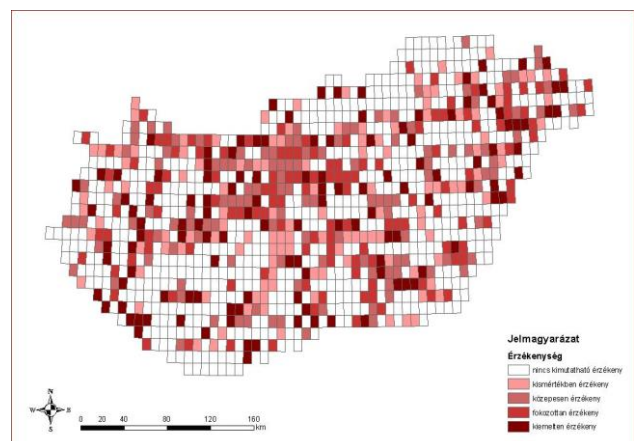 Jelmagyarázat
Érzékenység
nincs kimutatható érzékeny
kismértékben érzékeny
közepesen érzékeny
fokozottan érzékeny
kiemelten érzékeny
N
W E
S
0 20 40 80 120 160
km